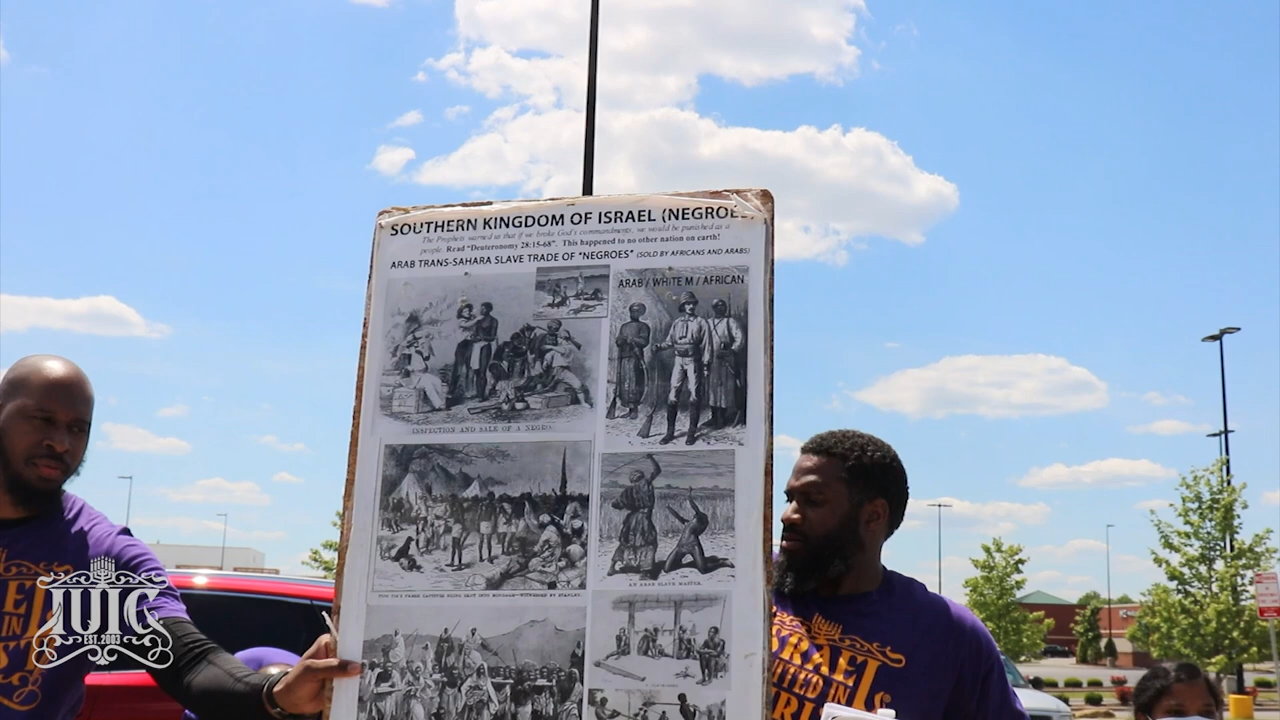 SOUTHERN KINGDOM OF ISRAEL (NEGROES)
The Prophets warned us that if we broke God's commandments, we would be punished as a
people. Read "Deuteronomy 28:15-68". This happened to no other nation on earth!
ARAB TRANS-SAHARA SLAVE TRADE OF "NEGROES" (SOLD BY AFRICANS AND ARABS)
ARAB / WHITE M / AFRICAN
INSPECTION AND SALE OF A NEGRO
AN ARAB SLAVE MASTER
ISRAEL
UNITED IN
IUIC
EST. 2003